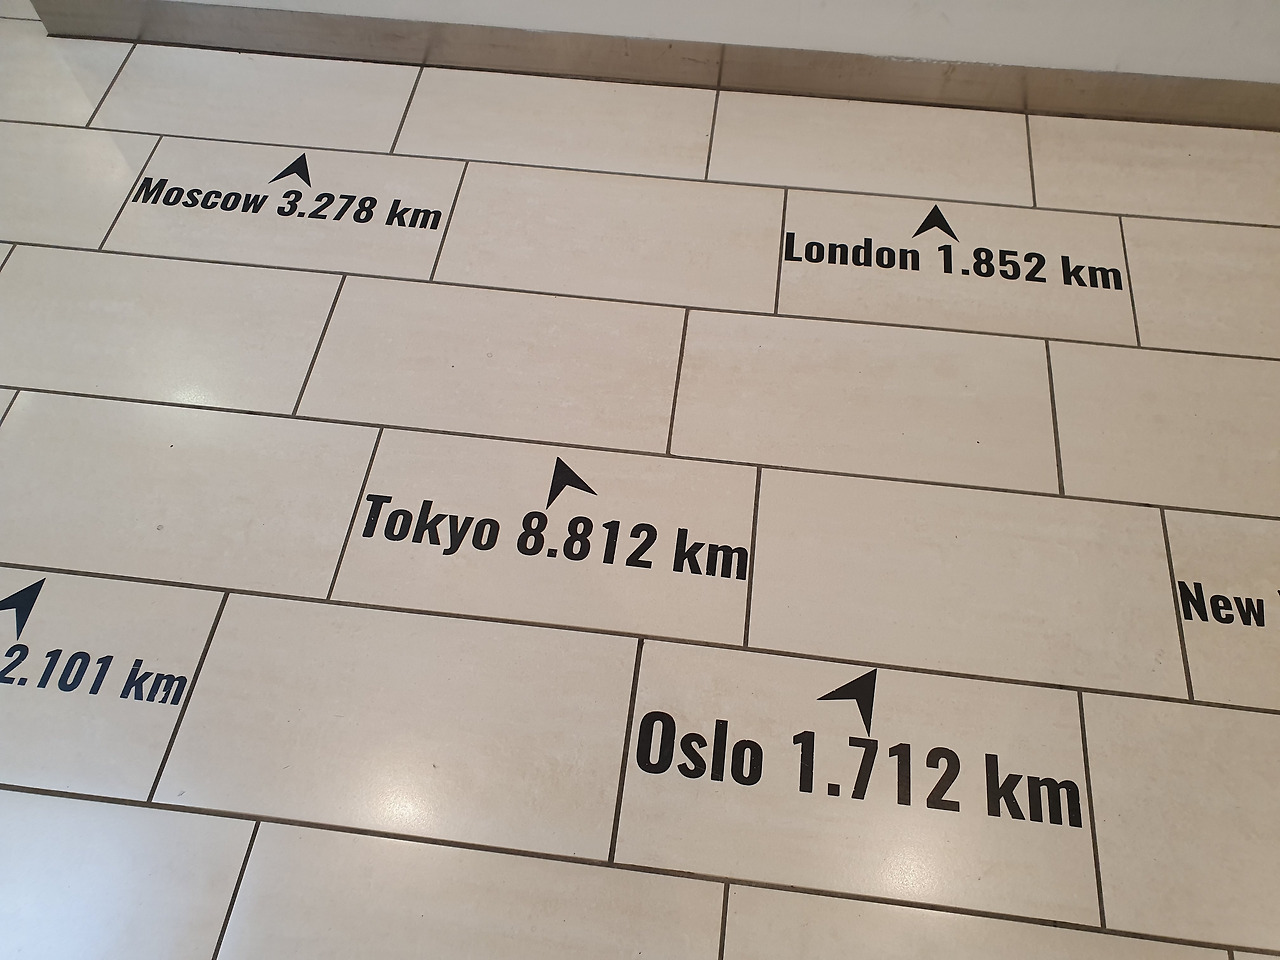 Moscow 3.278 km
London 1.852 km
Tokyo 8.812 km
New
2.101 km
Oslo 1.712 km